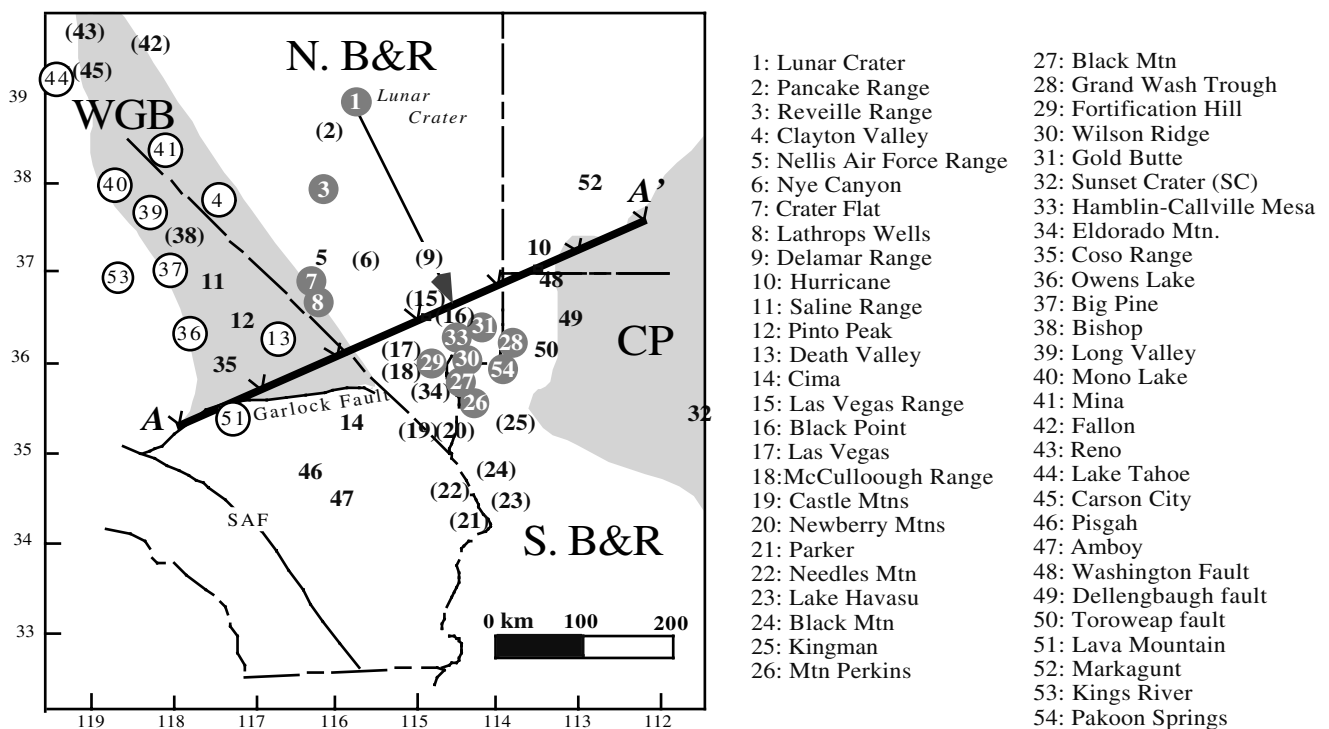 (43)
(42)
N. B&R
44
(45)
39
1
Lunar
Crater
WGB
(2)
41
38
40
4
3
52
A'
39
(38)
5
(6)
(9)
10
37
53
37
11
7
48
8
(15)
(16)
49
12
31
36
13
33
28
CP
36
(17)
30
50
35
29
54
(18)
27
(34)
26
A
51
Garlock Fault
14
(19)
(20)
(25)
32
35
46
(24)
47
(22)
(23)
SAF
(21)
34
S. B&R
0 km 100 200
33
119 118 117 116 115 114 113 112
1: Lunar Crater
2: Pancake Range
3: Reveille Range
4: Clayton Valley
5: Nellis Air Force Range
6: Nye Canyon
7: Crater Flat
8: Lathrops Wells
9: Delamar Range
10: Hurricane
11: Saline Range
12: Pinto Peak
13: Death Valley
14: Cima
15: Las Vegas Range
16: Black Point
17: Las Vegas
18:McCulloough Range
19: Castle Mtns
20: Newberry Mtns
21: Parker
22: Needles Mtn
23: Lake Havasu
24: Black Mtn
25: Kingman
26: Mtn Perkins
27: Black Mtn
28: Grand Wash Trough
29: Fortification Hill
30: Wilson Ridge
31: Gold Butte
32: Sunset Crater (SC)
33: Hamblin-Callville Mesa
34: Eldorado Mtn.
35: Coso Range
36: Owens Lake
37: Big Pine
38: Bishop
39: Long Valley
40: Mono Lake
41: Mina
42: Fallon
43: Reno
44: Lake Tahoe
45: Carson City
46: Pisgah
47: Amboy
48: Washington Fault
49: Dellengbaugh fault
50: Toroweap fault
51: Lava Mountain
52: Markagunt
53: Kings River
54: Pakoon Springs